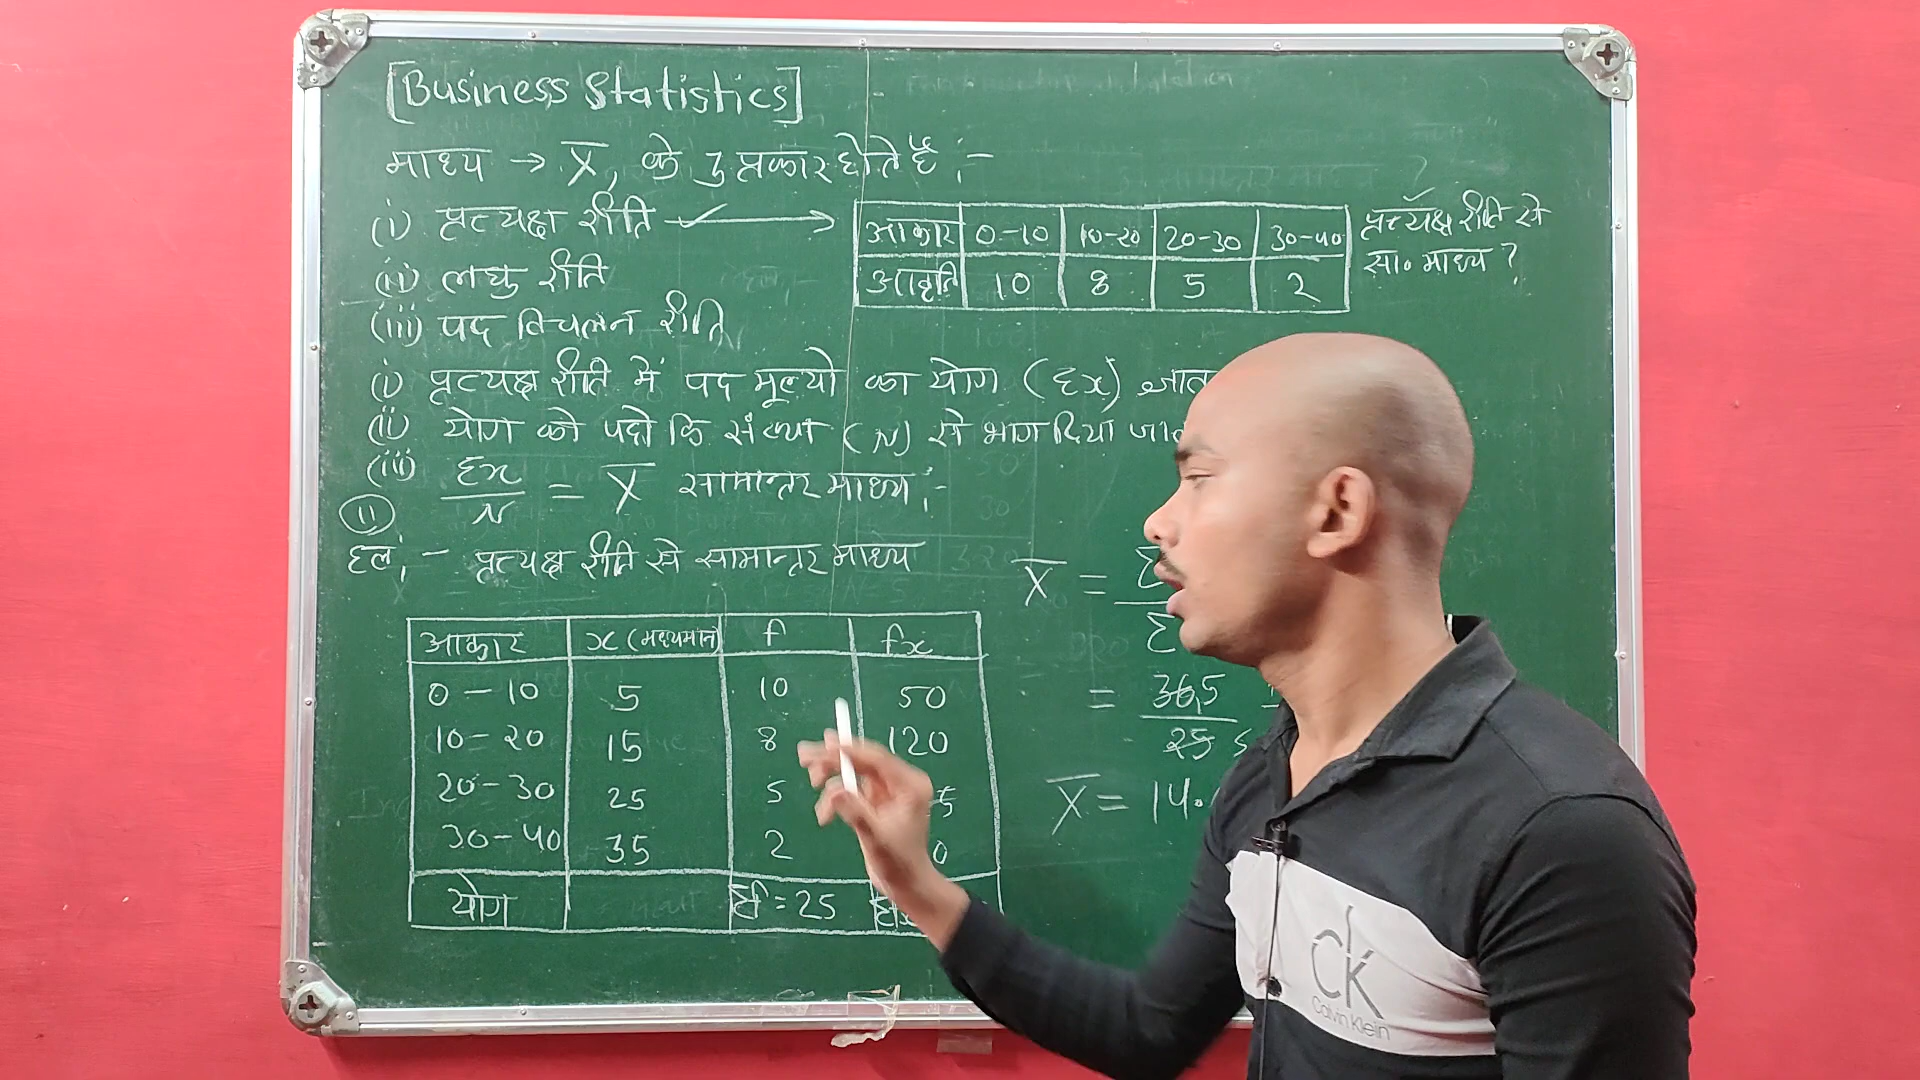 [Business Statistics]
माध्य → X̄, के 3 प्रकार होते है :-
(i) प्रत्यक्ष रीति
(ii) लघु रीति
(iii) पद विचलन रीति
आकार 0-10 10-20 20-30 30-40
आवृति 10 8 5 2
प्रत्यक्ष रीति से
सा० माध्य ?
(i) प्रत्यक्ष रीति में पद मूल्यो का योग (Σx) ज्ञात
(ii) योग को पदो कि संख्या (N) से भाग दिया
(iii) Σx/N = X̄ सामान्तर माध्य :-
(11)
हल :- प्रत्यक्ष रीति से सामान्तर माध्य
आकार x (मध्यमान) f fx
0-10 5 10 50
10-20 15 8 120
20-30 25 5
30-40 35 2
योग Σf = 25
X̄ = Σ / Σ
= 365 / 25 5
X̄ = 14.
CK
Calvin Klein